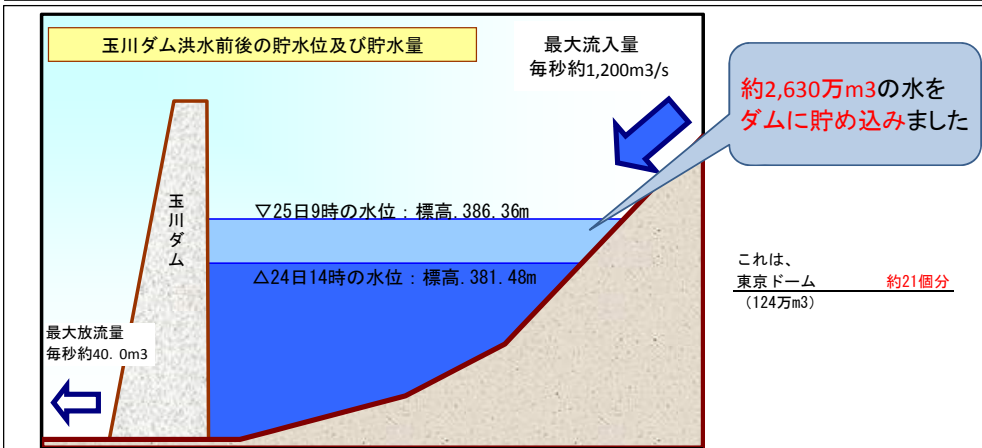 玉川ダム洪水前後の貯水位及び貯水量
最大流入量
毎秒約1,200m3/s
約2,630万m3の水を
ダムに貯め込みました
玉川ダム
▽25日9時の水位：標高.386.36m
△24日14時の水位：標高.381.48m
これは、
東京ドーム 約21個分
（124万m3）
最大放流量
毎秒約40. 0m3